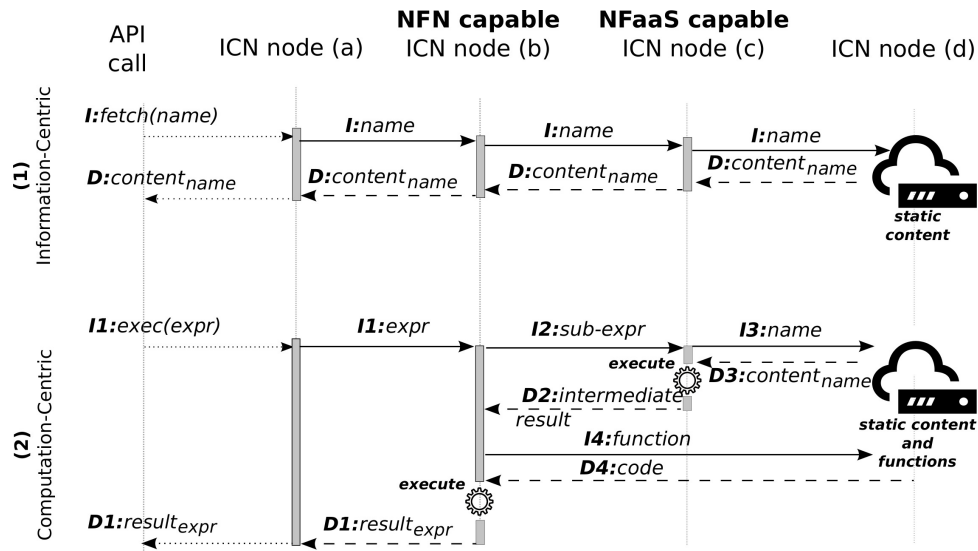 NFN capable
NFaaS capable
API
call
ICN node (a)
ICN node (b)
ICN node (c)
ICN node (d)
(1)
Information-Centric
I:fetch(name)
I:name
I:name
I:name
D:content_name
D:content_name
D:content_name
D:content_name
static
content
(2)
Computation-Centric
I1:exec(expr)
I1:expr
I2:sub-expr
I3:name
execute
D3:content_name
D2:intermediate
result
static content
and
functions
I4:function
D4:code
execute
D1:result_expr
D1:result_expr